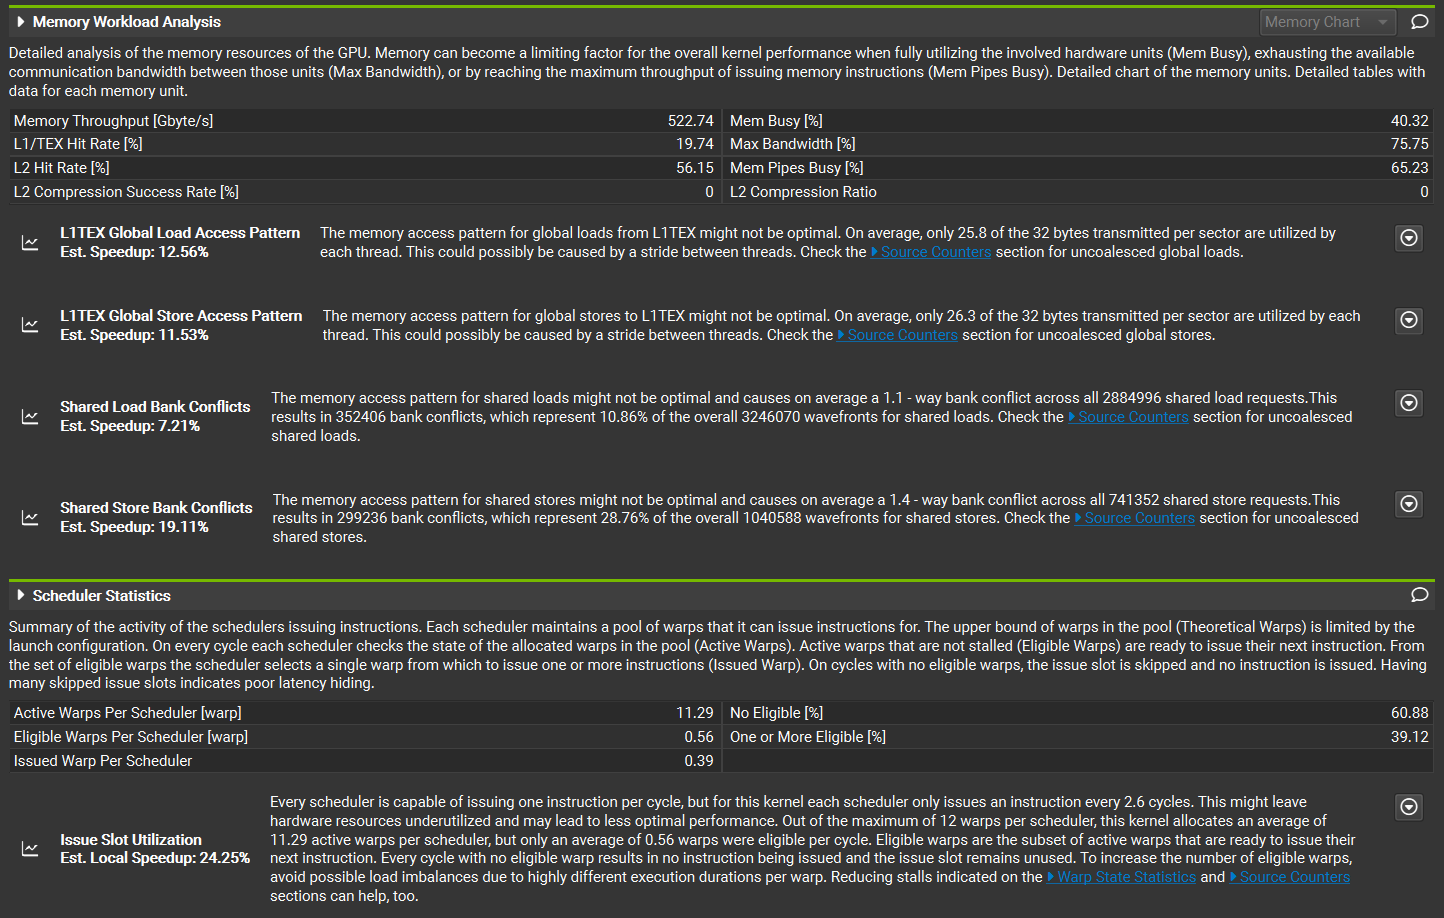 Memory Workload Analysis
Memory Chart
Detailed analysis of the memory resources of the GPU. Memory can become a limiting factor for the overall kernel performance when fully utilizing the involved hardware units (Mem Busy), exhausting the available
communication bandwidth between those units (Max Bandwidth), or by reaching the maximum throughput of issuing memory instructions (Mem Pipes Busy). Detailed chart of the memory units. Detailed tables with
data for each memory unit.
Memory Throughput [Gbyte/s] 522.74 Mem Busy [%] 40.32
L1/TEX Hit Rate [%] 19.74 Max Bandwidth [%] 75.75
L2 Hit Rate [%] 56.15 Mem Pipes Busy [%] 65.23
L2 Compression Success Rate [%] 0 L2 Compression Ratio 0
L1TEX Global Load Access Pattern
Est. Speedup: 12.56%
The memory access pattern for global loads from L1TEX might not be optimal. On average, only 25.8 of the 32 bytes transmitted per sector are utilized by
each thread. This could possibly be caused by a stride between threads. Check the Source Counters section for uncoalesced global loads.
L1TEX Global Store Access Pattern
Est. Speedup: 11.53%
The memory access pattern for global stores to L1TEX might not be optimal. On average, only 26.3 of the 32 bytes transmitted per sector are utilized by each
thread. This could possibly be caused by a stride between threads. Check the Source Counters section for uncoalesced global stores.
Shared Load Bank Conflicts
Est. Speedup: 7.21%
The memory access pattern for shared loads might not be optimal and causes on average a 1.1 - way bank conflict across all 2884996 shared load requests.This
results in 352406 bank conflicts, which represent 10.86% of the overall 3246070 wavefronts for shared loads. Check the Source Counters section for uncoalesced
shared loads.
Shared Store Bank Conflicts
Est. Speedup: 19.11%
The memory access pattern for shared stores might not be optimal and causes on average a 1.4 - way bank conflict across all 741352 shared store requests.This
results in 299236 bank conflicts, which represent 28.76% of the overall 1040588 wavefronts for shared stores. Check the Source Counters section for uncoalesced
shared stores.
Scheduler Statistics
Summary of the activity of the schedulers issuing instructions. Each scheduler maintains a pool of warps that it can issue instructions for. The upper bound of warps in the pool (Theoretical Warps) is limited by the
launch configuration. On every cycle each scheduler checks the state of the allocated warps in the pool (Active Warps). Active warps that are not stalled (Eligible Warps) are ready to issue their next instruction. From
the set of eligible warps the scheduler selects a single warp from which to issue one or more instructions (Issued Warp). On cycles with no eligible warps, the issue slot is skipped and no instruction is issued. Having
many skipped issue slots indicates poor latency hiding.
Active Warps Per Scheduler [warp] 11.29 No Eligible [%] 60.88
Eligible Warps Per Scheduler [warp] 0.56 One or More Eligible [%] 39.12
Issued Warp Per Scheduler 0.39
Issue Slot Utilization
Est. Local Speedup: 24.25%
Every scheduler is capable of issuing one instruction per cycle, but for this kernel each scheduler only issues an instruction every 2.6 cycles. This might leave
hardware resources underutilized and may lead to less optimal performance. Out of the maximum of 12 warps per scheduler, this kernel allocates an average of
11.29 active warps per scheduler, but only an average of 0.56 warps were eligible per cycle. Eligible warps are the subset of active warps that are ready to issue their
next instruction. Every cycle with no eligible warp results in no instruction being issued and the issue slot remains unused. To increase the number of eligible warps,
avoid possible load imbalances due to highly different execution durations per warp. Reducing stalls indicated on the Warp State Statistics and Source Counters
sections can help, too.